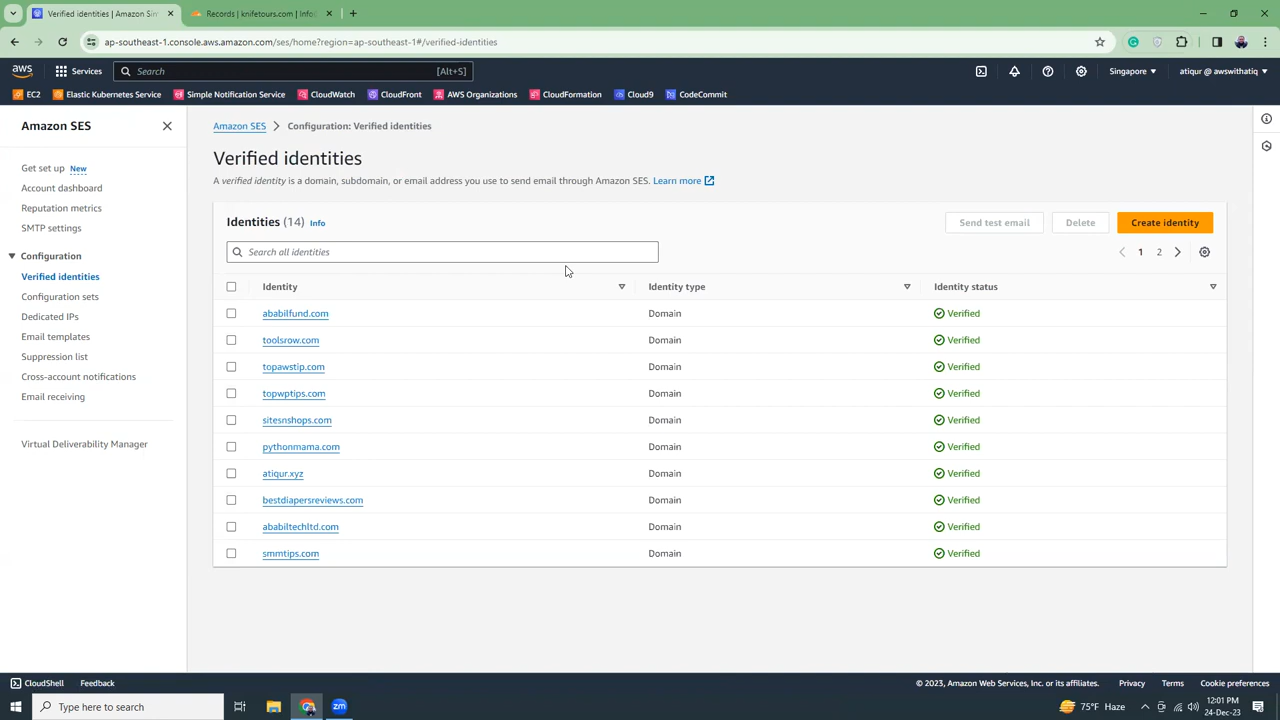 Verified identities | Amazon Sim
Records | knifetours.com | Info
ap-southeast-1.console.aws.amazon.com/ses/home?region=ap-southeast-1#/verified-identities
aws
Services
Search
[Alt+S]
Singapore
atiqur @ awswithatiq
EC2
Elastic Kubernetes Service
Simple Notification Service
CloudWatch
CloudFront
AWS Organizations
CloudFormation
Cloud9
CodeCommit
Amazon SES
Get set up New
Account dashboard
Reputation metrics
SMTP settings
Configuration
Verified identities
Configuration sets
Dedicated IPs
Email templates
Suppression list
Cross-account notifications
Email receiving
Virtual Deliverability Manager
Amazon SES > Configuration: Verified identities
Verified identities
A verified identity is a domain, subdomain, or email address you use to send email through Amazon SES. Learn more
Identities (14) Info
Send test email
Delete
Create identity
Search all identities
1 2
Identity Identity type Identity status
ababilfund.com Domain Verified
toolsrow.com Domain Verified
topawstip.com Domain Verified
topwptips.com Domain Verified
sitesnshops.com Domain Verified
pythonmama.com Domain Verified
atiqur.xyz Domain Verified
bestdiapersreviews.com Domain Verified
ababiltechltd.com Domain Verified
smmtips.com Domain Verified
CloudShell
Feedback
© 2023, Amazon Web Services, Inc. or its affiliates.
Privacy
Terms
Cookie preferences
Type here to search
zm
75°F Haze
12:01 PM
24-Dec-23